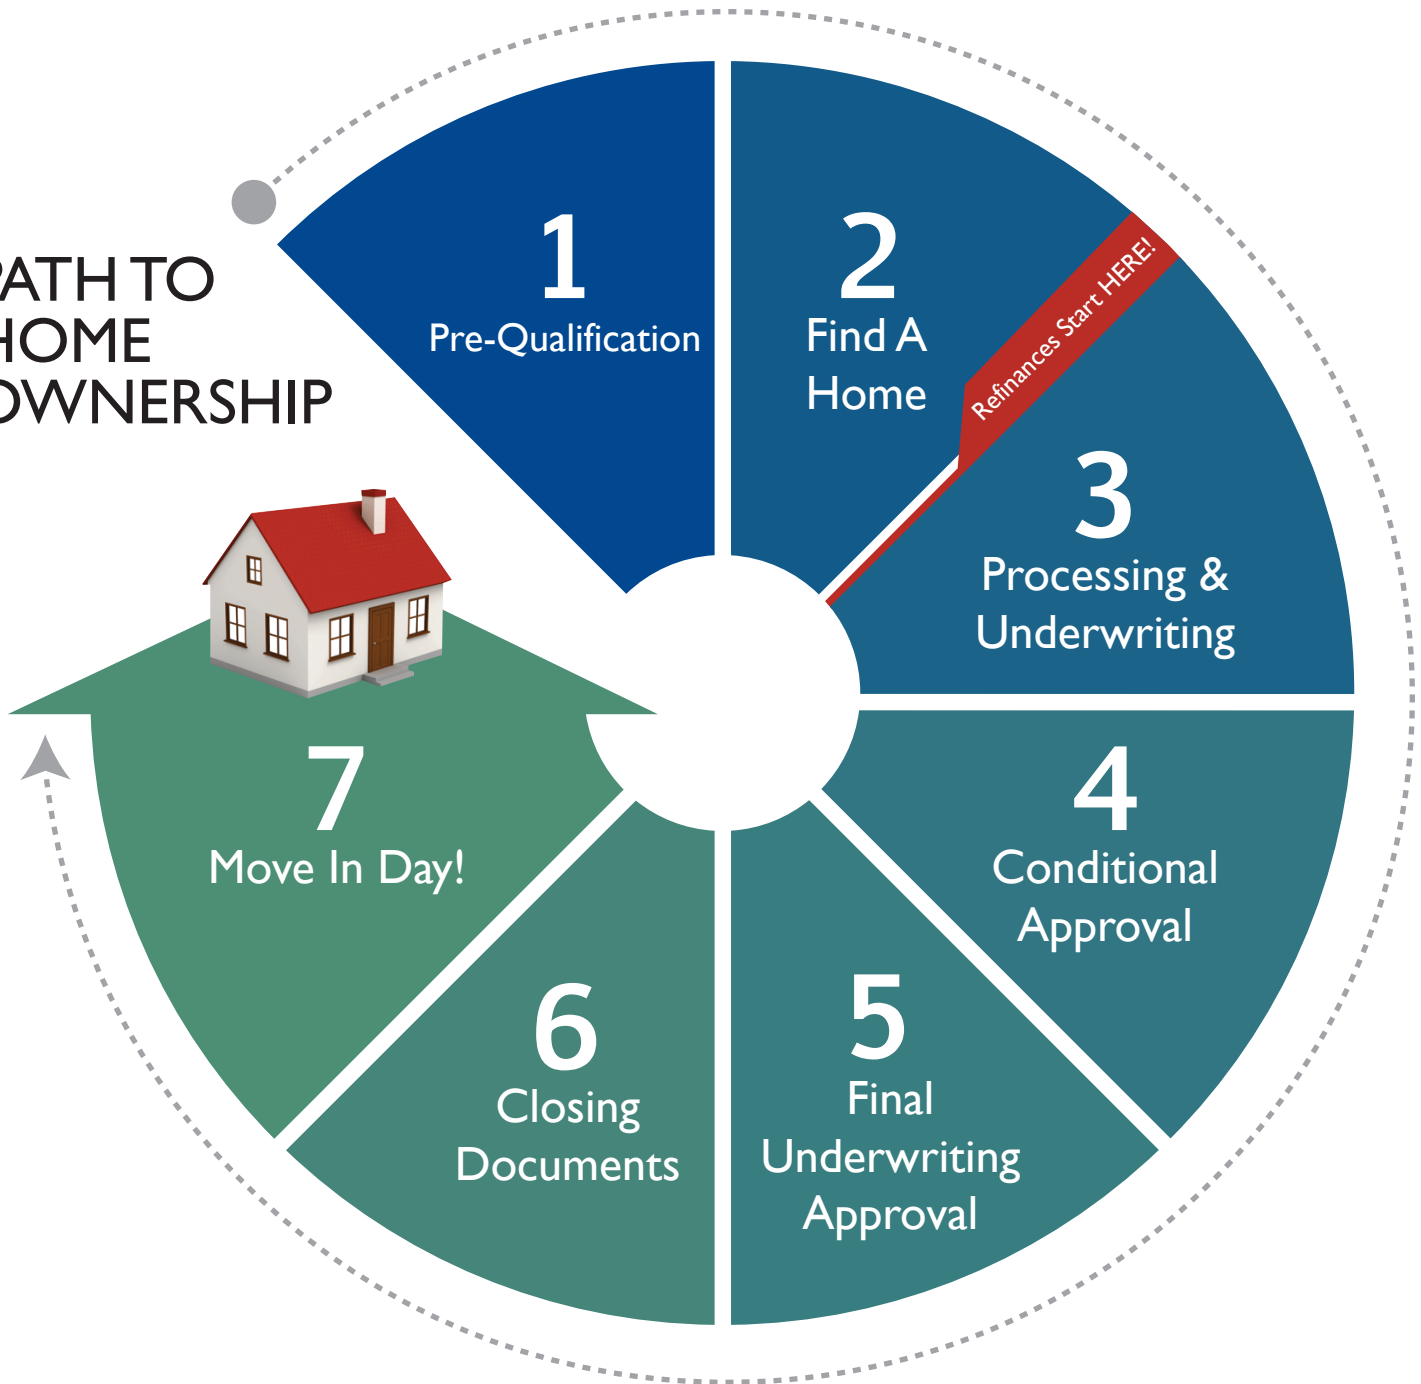 PATH TO
HOME
OWNERSHIP
1
Pre-Qualification
2
Find A
Home
Refinances Start HERE!
3
Processing &
Underwriting
4
Conditional
Approval
5
Final
Underwriting
Approval
6
Closing
Documents
7
Move In Day!